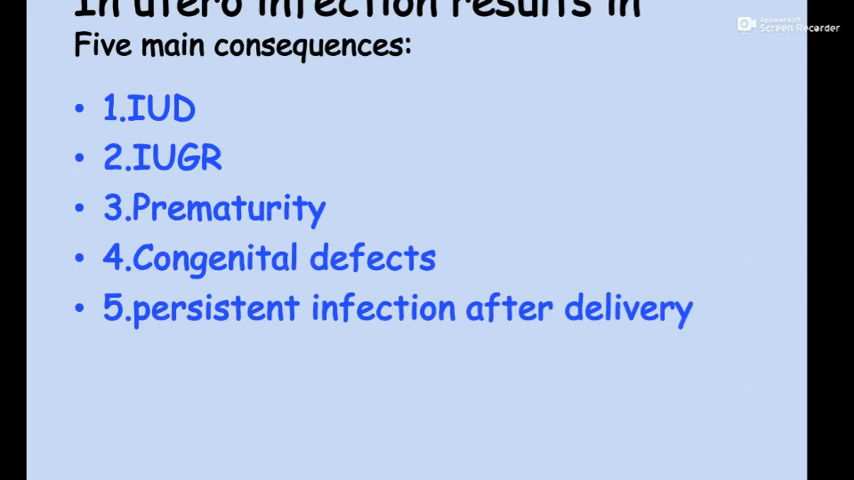 In utero infection results in
Five main consequences:
• 1.IUD
• 2.IUGR
• 3.Prematurity
• 4.Congenital defects
• 5.persistent infection after delivery
Apowersoft
Screen Recorder